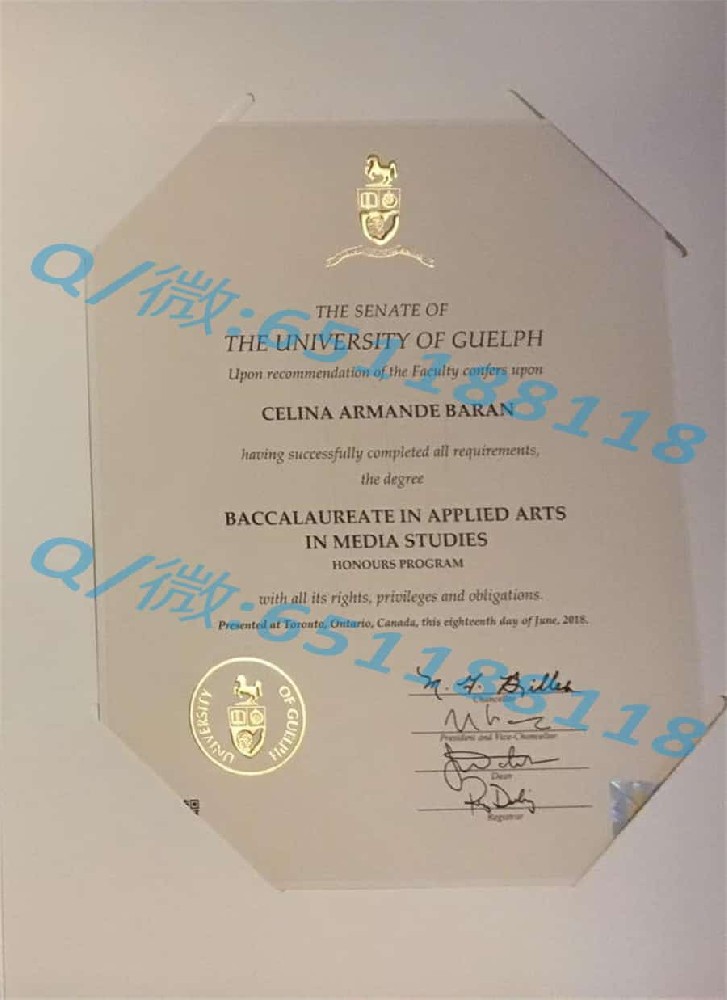 THE SENATE OF
THE UNIVERSITY OF GUELPH
Upon recommendation of the Faculty confers upon
CELINA ARMANDE BARAN
having successfully completed all requirements,
the degree
BACCALAUREATE IN APPLIED ARTS
IN MEDIA STUDIES
HONOURS PROGRAM
with all its rights, privileges and obligations.
Presented at Toronto, Ontario, Canada, this eighteenth day of June, 2018.
UNIVERSITY OF GUELPH
Chancellor
President and Vice-Chancellor
Dean
Registrar
Q/微:651188118
Q/微:651188118